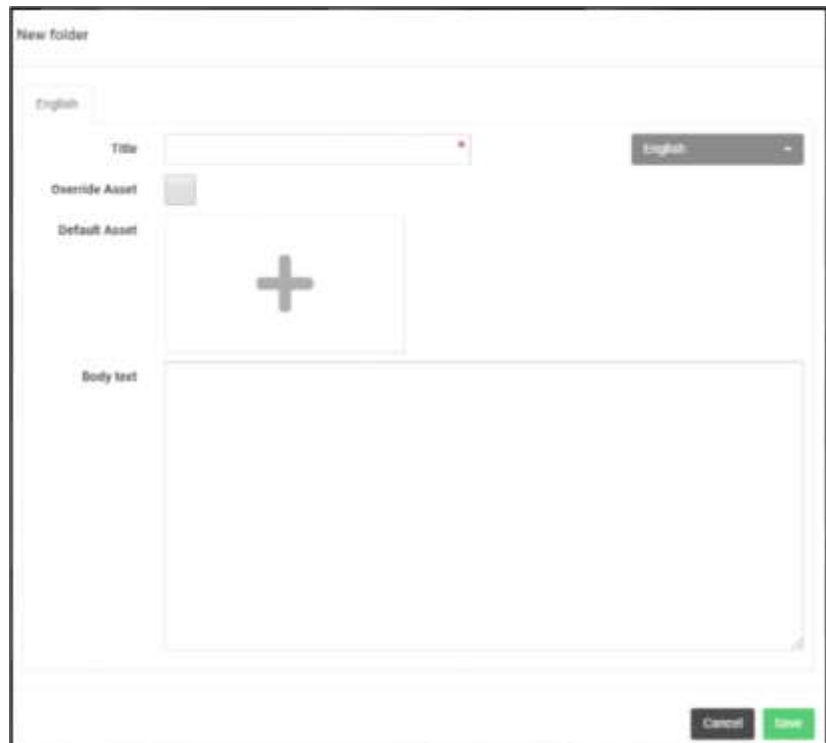 New folder
English
Title * English
Override Asset
Default Asset
Body text
Cancel Save